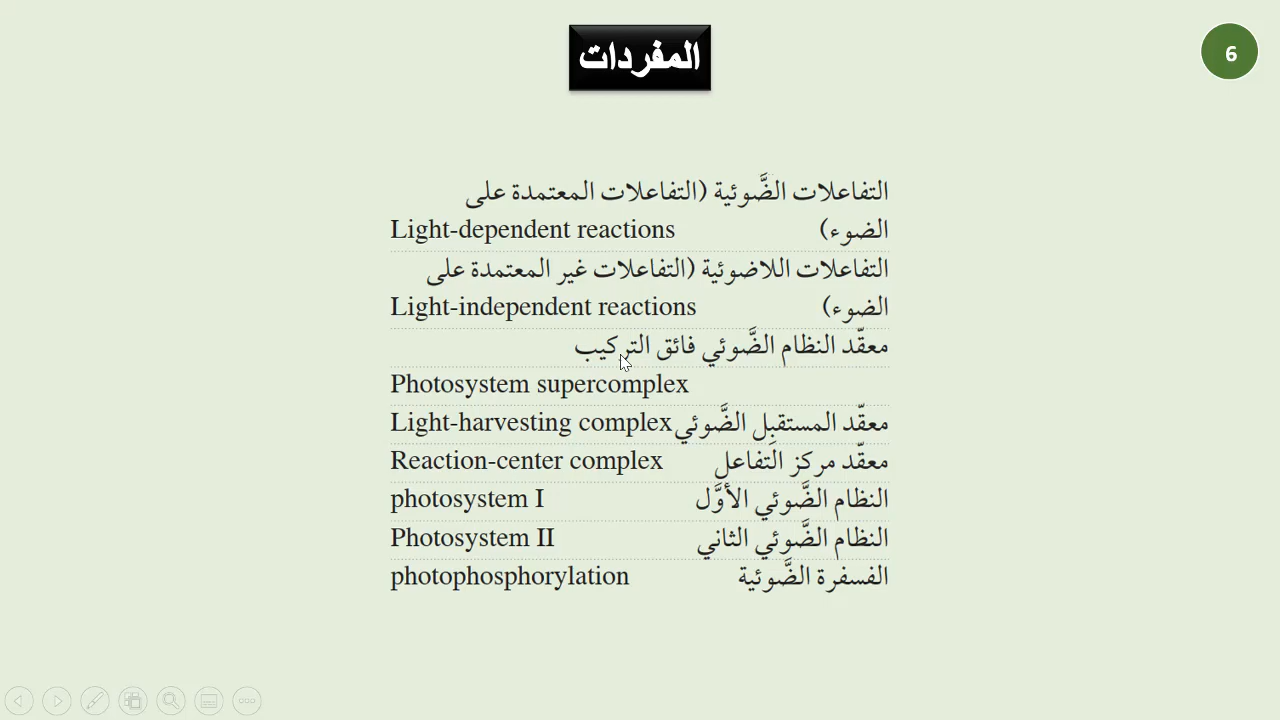 المفردات
6
التفاعلات الضَّوئية (التفاعلات المعتمدة على
الضوء) Light-dependent reactions
التفاعلات اللاضوئية (التفاعلات غير المعتمدة على
الضوء) Light-independent reactions
معقّد النظام الضَّوئي فائق التركيب
Photosystem supercomplex
معقّد المستقبِل الضَّوئي Light-harvesting complex
معقّد مركز التفاعل Reaction-center complex
النظام الضَّوئي الأوَّل photosystem I
النظام الضَّوئي الثاني Photosystem II
الفسفرة الضَّوئية photophosphorylation